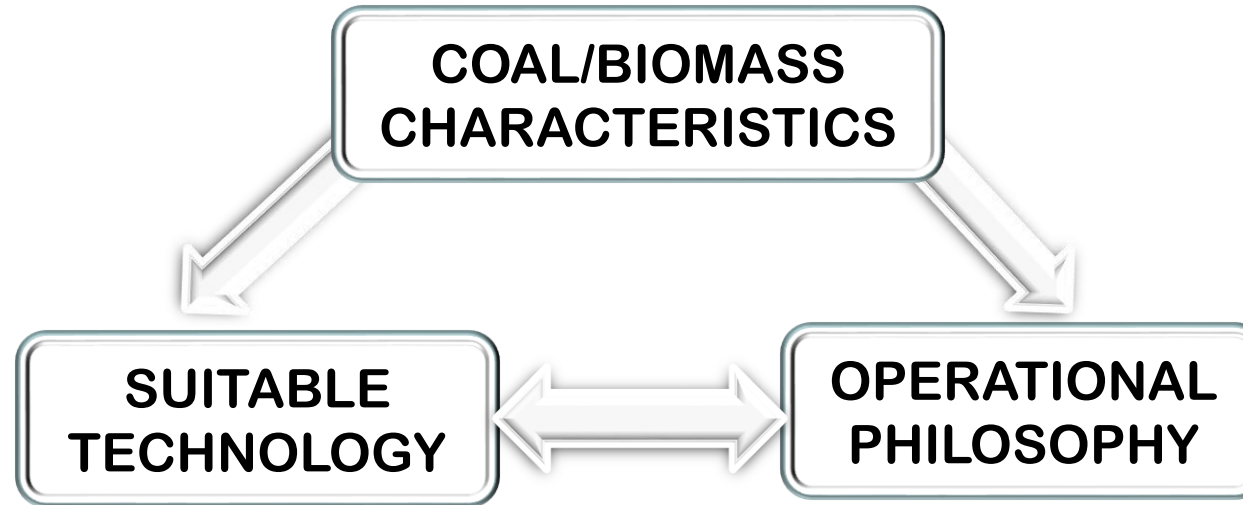 COAL/BIOMASS
CHARACTERISTICS
SUITABLE
TECHNOLOGY
OPERATIONAL
PHILOSOPHY